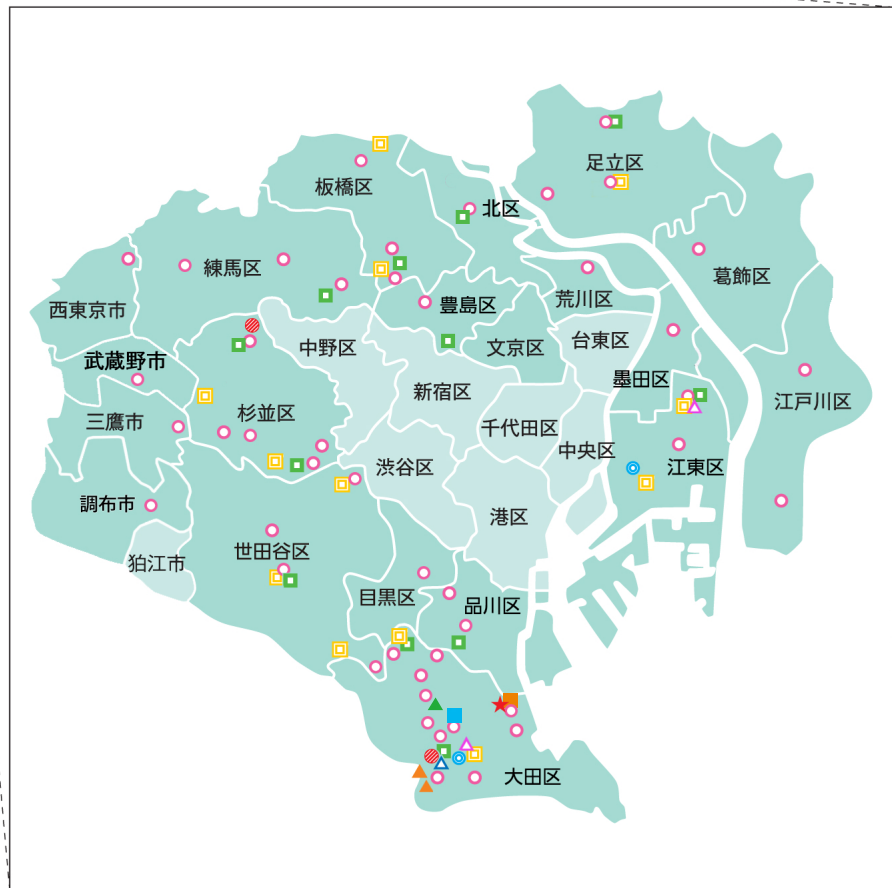 足立区
板橋区
北区
練馬区
葛飾区
荒川区
豊島区
西東京市
台東区
文京区
中野区
武蔵野市
墨田区
新宿区
江戸川区
杉並区
三鷹市
千代田区
中央区
江東区
渋谷区
調布市
港区
世田谷区
狛江市
目黒区
品川区
大田区